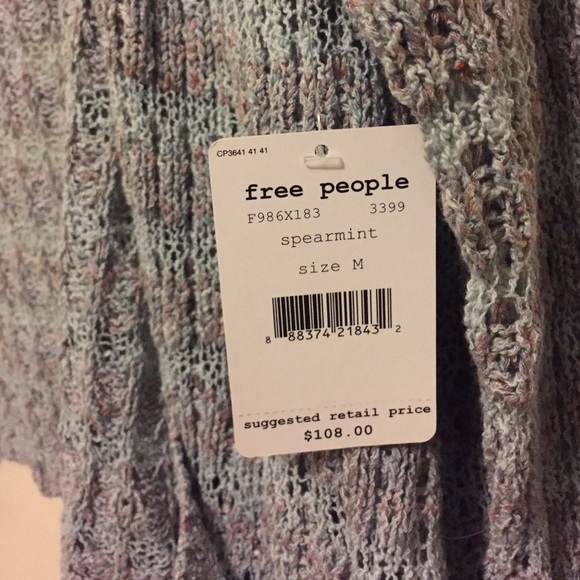 CP3641 41 41
free people
F986X183 3399
spearmint
size M
8 88374 21843 2
suggested retail price
$108.00